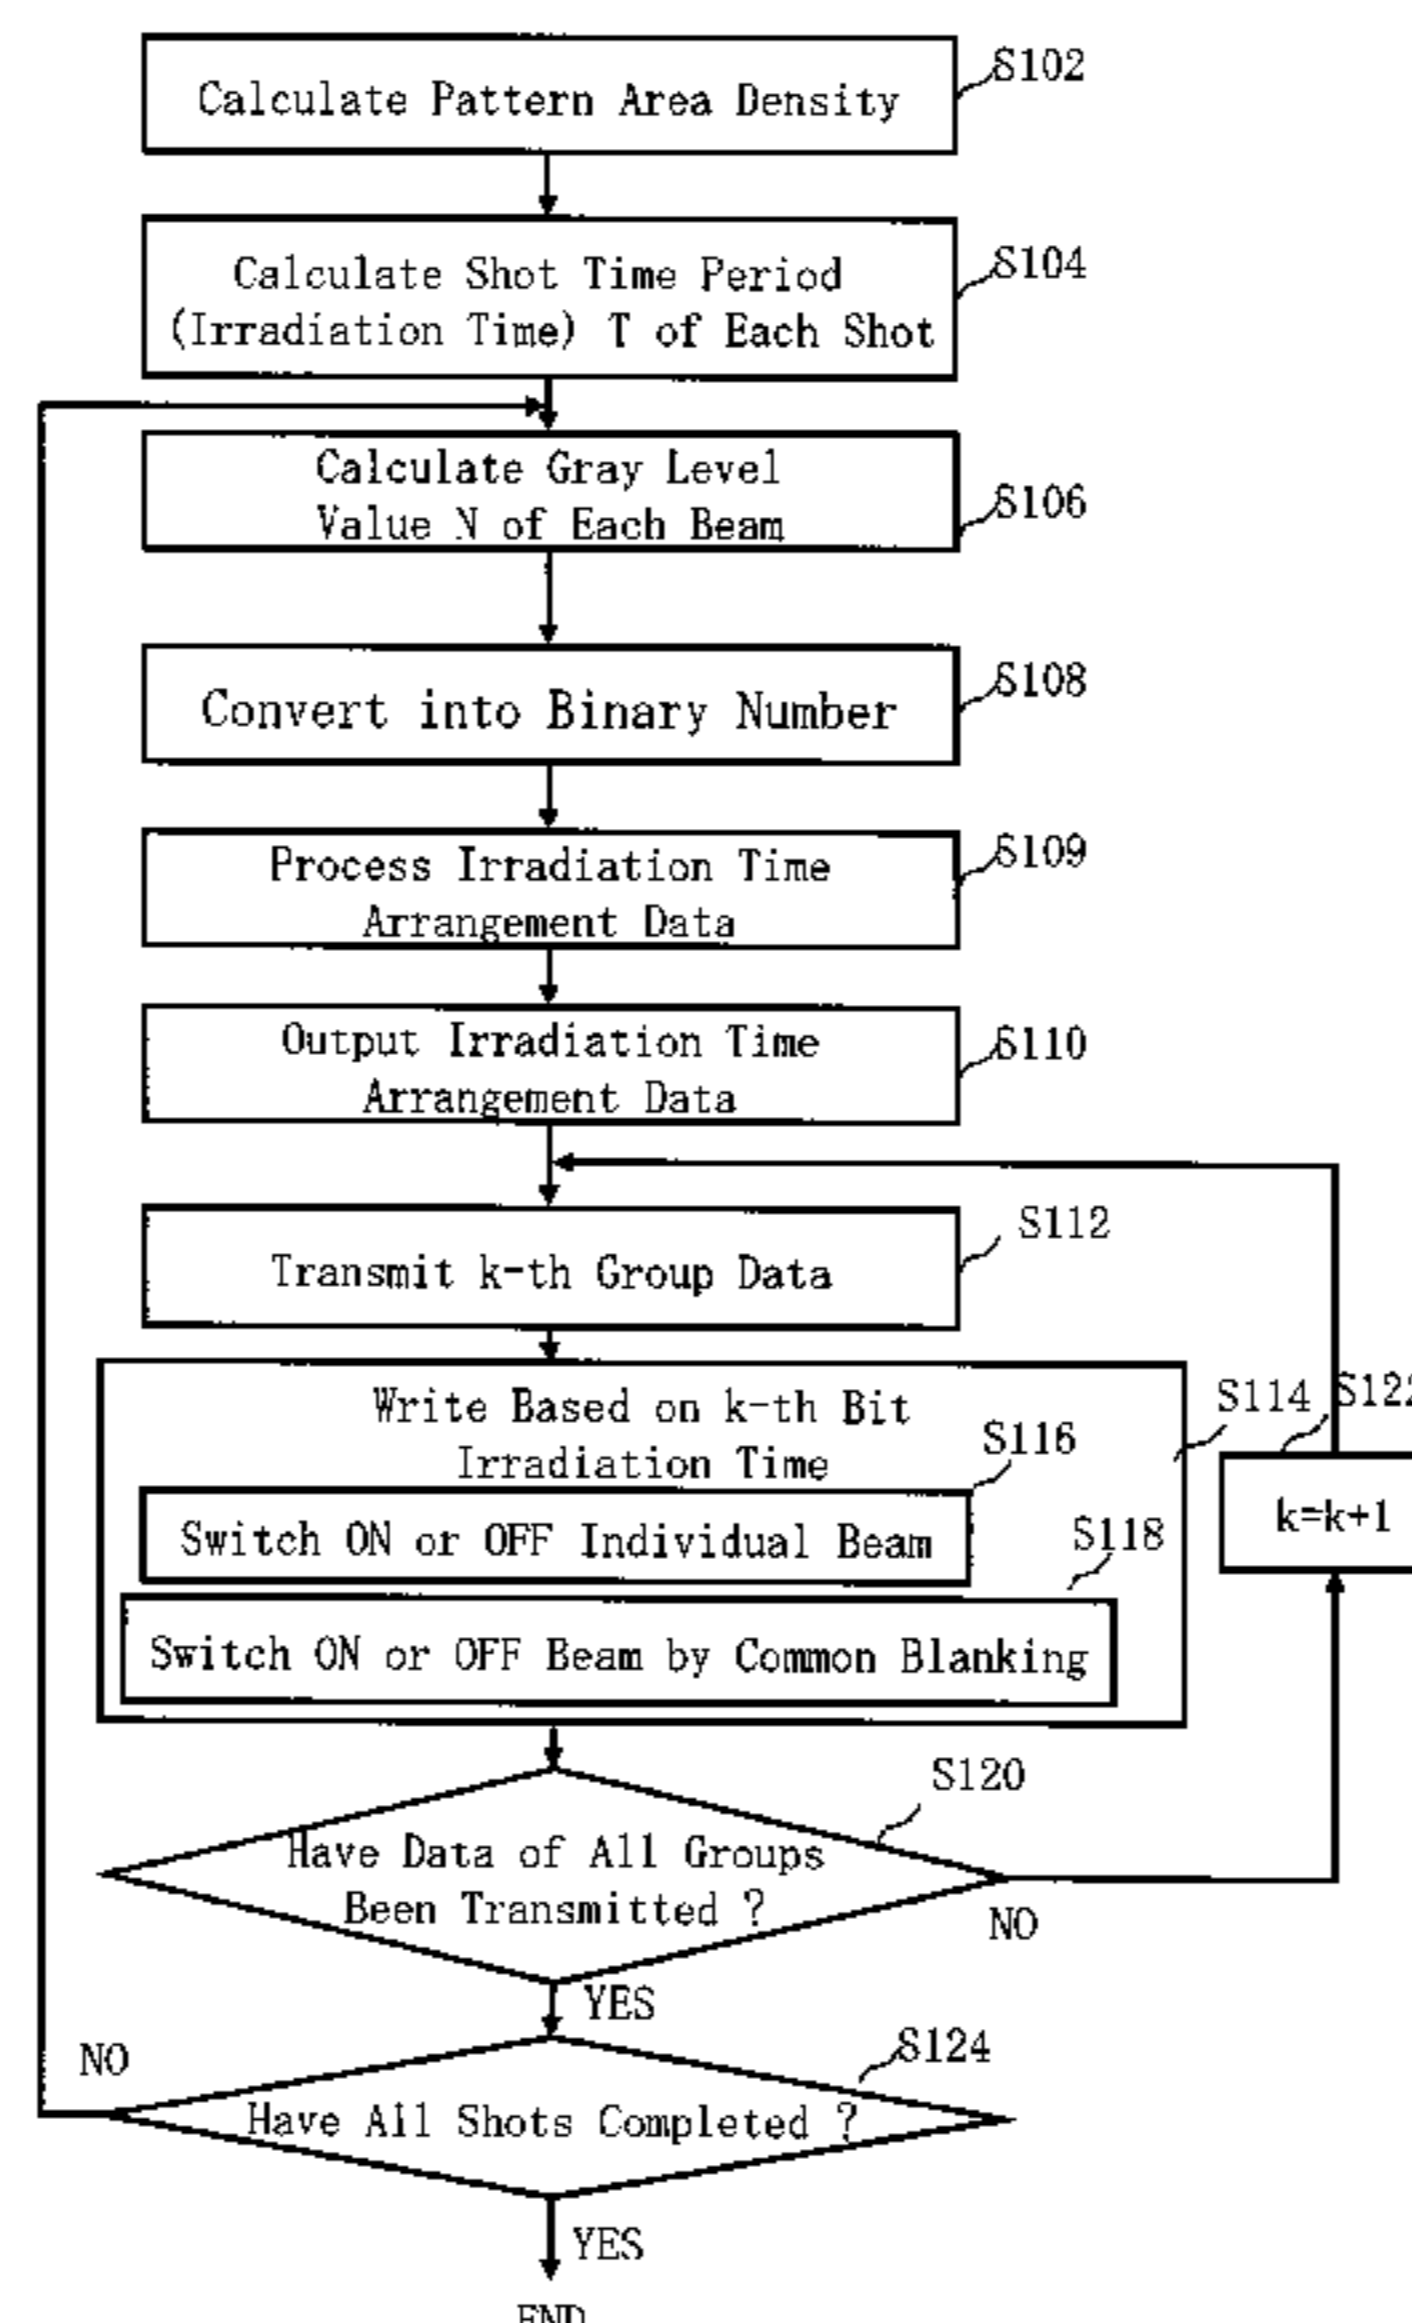 Calculate Pattern Area Density
S102
Calculate Shot Time Period
(Irradiation Time) T of Each Shot
S104
Calculate Gray Level
Value N of Each Beam
S106
Convert into Binary Number
S108
Process Irradiation Time
Arrangement Data
S109
Output Irradiation Time
Arrangement Data
S110
Transmit k-th Group Data
S112
Write Based on k-th Bit
Irradiation Time
S114
S116
Switch ON or OFF Individual Beam
S118
Switch ON or OFF Beam by Common Blanking
S122
k=k+1
S120
Have Data of All Groups
Been Transmitted ?
NO
YES
S124
NO
Have All Shots Completed ?
YES
END